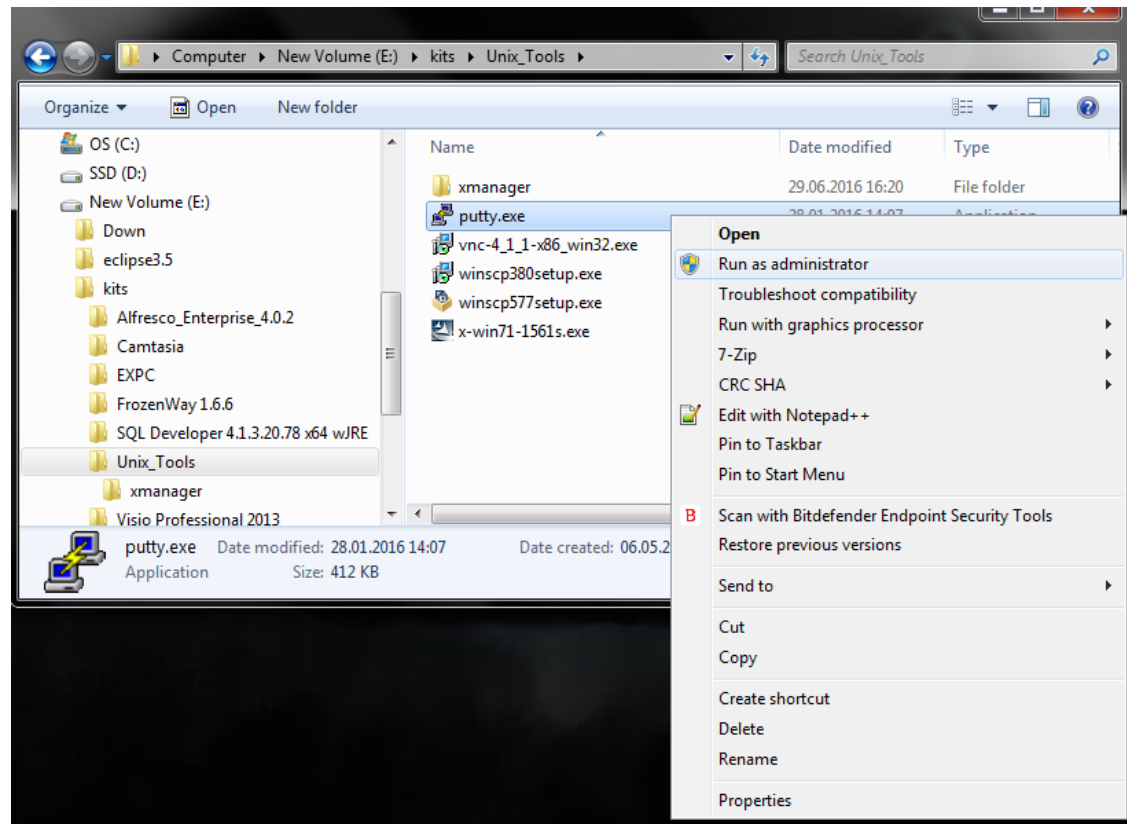 Computer ▸ New Volume (E:) ▸ kits ▸ Unix_Tools ▸
Search Unix_Tools
Organize Open New folder
OS (C:)
SSD (D:)
New Volume (E:)
Down
eclipse3.5
kits
Alfresco_Enterprise_4.0.2
Camtasia
EXPC
FrozenWay 1.6.6
SQL Developer 4.1.3.20.78 x64 wJRE
Unix_Tools
xmanager
Visio Professional 2013
Name Date modified Type
xmanager 29.06.2016 16:20 File folder
putty.exe 28.01.2016 14:07 Application
vnc-4_1_1-x86_win32.exe
winscp380setup.exe
winscp577setup.exe
x-win71-1561s.exe
Open
Run as administrator
Troubleshoot compatibility
Run with graphics processor
7-Zip
CRC SHA
Edit with Notepad++
Pin to Taskbar
Pin to Start Menu
B Scan with Bitdefender Endpoint Security Tools
Restore previous versions
Send to
Cut
Copy
Create shortcut
Delete
Rename
Properties
putty.exe Date modified: 28.01.2016 14:07 Date created: 06.05.2
Application Size: 412 KB